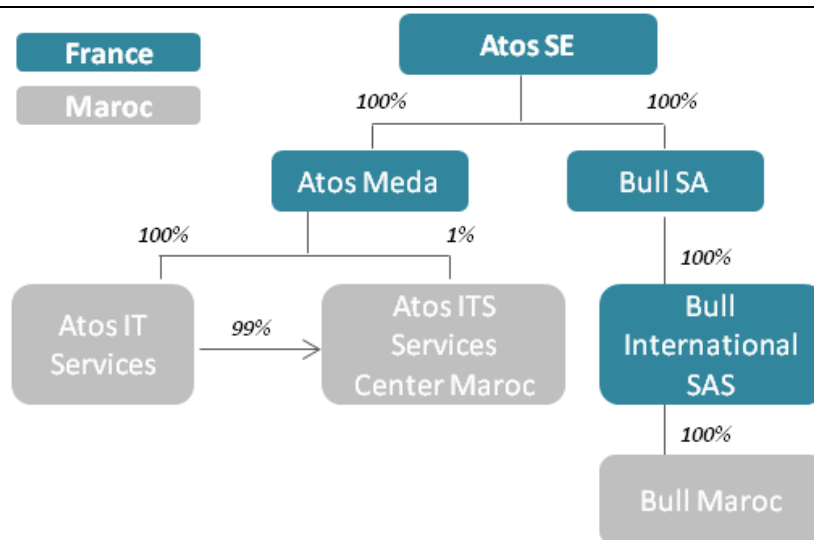 France
Maroc
Atos SE
100%
100%
Atos Meda
Bull SA
100%
1%
100%
Atos IT
Services
99%
Atos ITS
Services
Center Maroc
Bull
International
SAS
100%
Bull Maroc